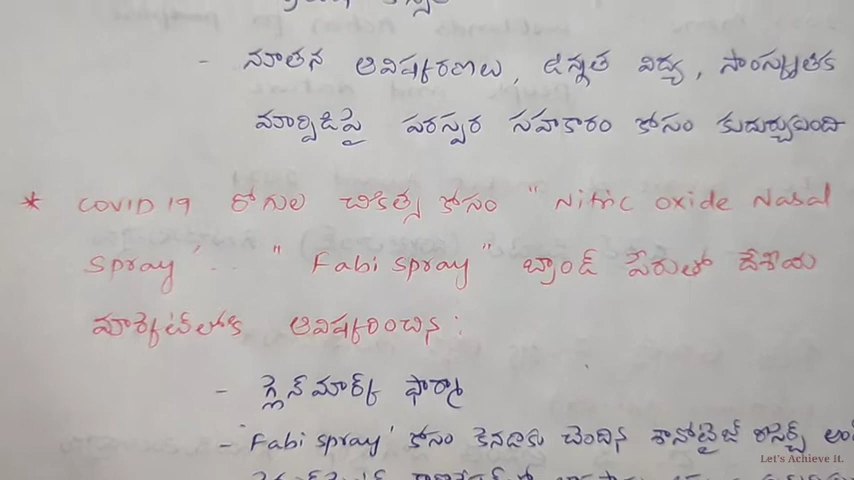 - నూతన ఆవిష్కరణలు, ఉన్నత విద్య, సాంస్కృతిక
మార్పిడిపై పరస్పర సహకారం కోసం కుదుర్చుకుంది
* COVID 19 రోగుల చికిత్స కోసం "Nitric oxide Nasal
Spray'.. "Fabi spray" బ్రాండ్ పేరుతో దేశీయ
మార్కెట్‌లోకి ఆవిష్కరించిన :
- గ్లెన్‌మార్క్ ఫార్మా
- 'Fabi spray' కోసం కెనడాకు చెందిన శానోటైజ్ రీసెర్చ్
Let's Achieve It.